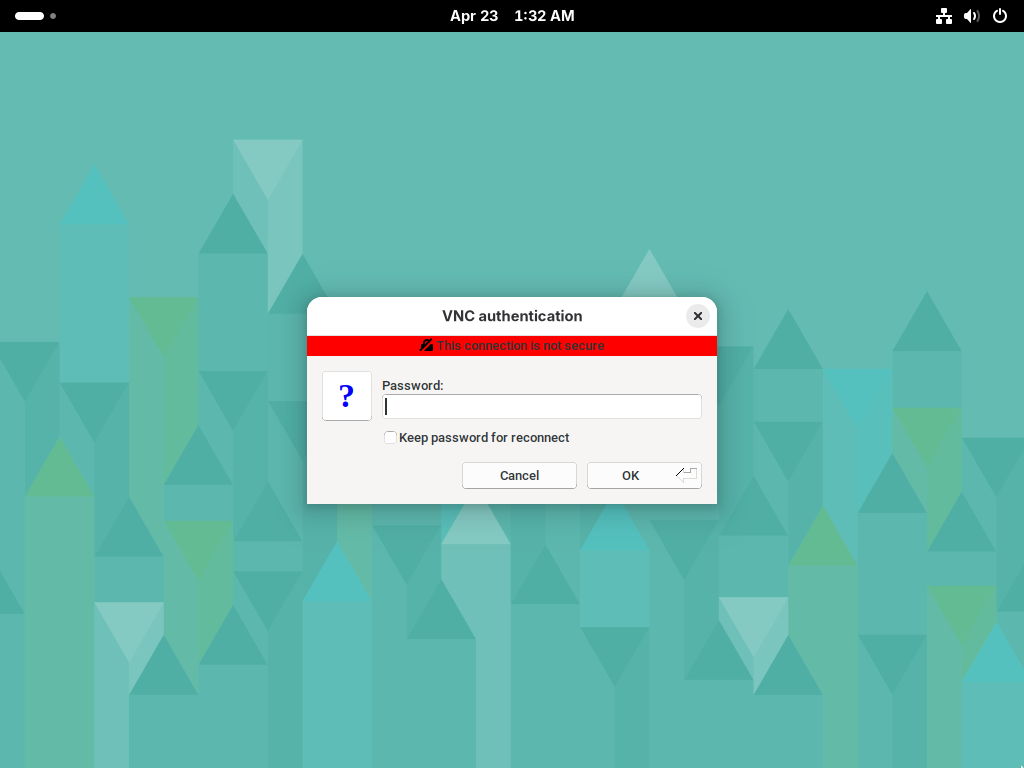 Apr 23 1:32 AM
VNC authentication
This connection is not secure
?
Password:
Keep password for reconnect
Cancel
OK